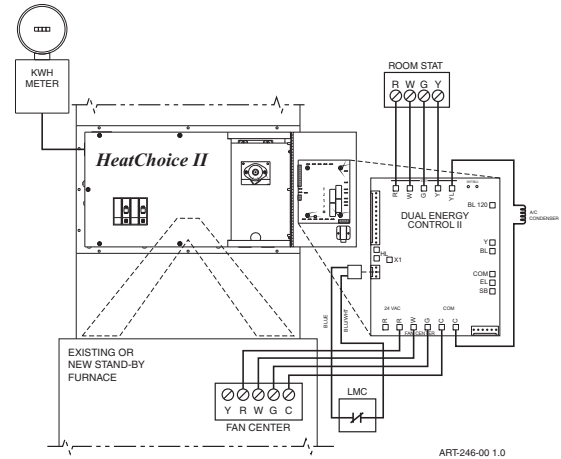 KWH
METER
HeatChoice II
ROOM STAT
R W G Y
R W G Y YL
BL 120
DUAL ENERGY
CONTROL II
A/C
CONDENSER
Y
BL
HL
X1
COM
EL
SB
24 VAC
COM
R R W G C C
FAN CENTER
BLUE
BLU/WHT
EXISTING OR
NEW STAND-BY
FURNACE
Y R W G C
FAN CENTER
LMC
ART-246-00 1.0